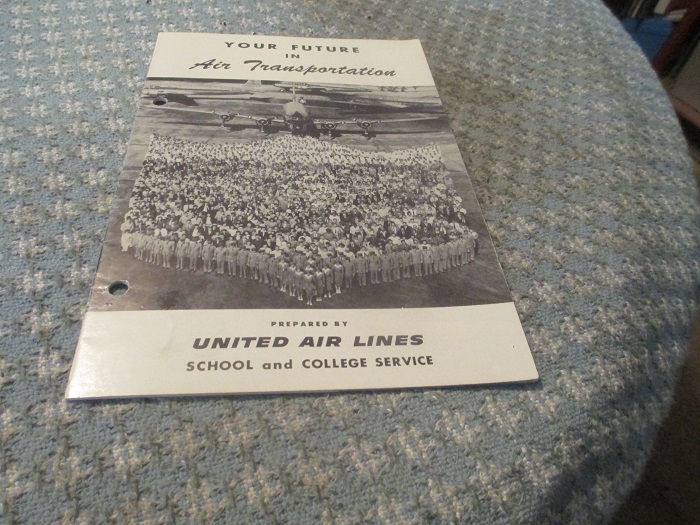 YOUR FUTURE
IN
Air Transportation
PREPARED BY
UNITED AIR LINES
SCHOOL and COLLEGE SERVICE